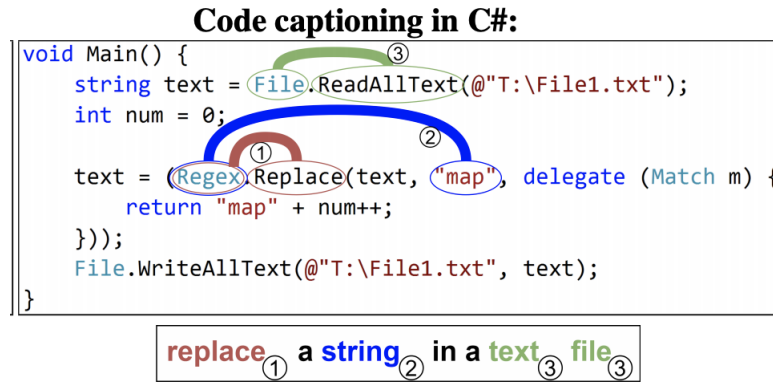 Code captioning in C#:
void Main() {
③
string text = File.ReadAllText(@"T:\File1.txt");
int num = 0;
①
②
text = (Regex.Replace(text, "map", delegate (Match m) {
return "map" + num++;
}));
File.WriteAllText(@"T:\File1.txt", text);
}
replace① a string② in a text③ file③